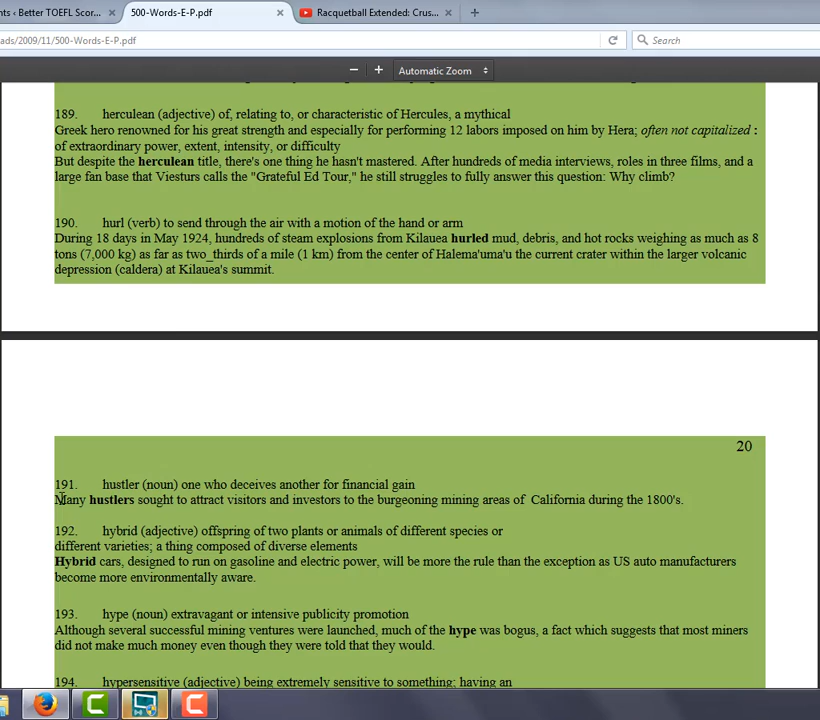 nts ‹ Better TOEFL Scor... × 500-Words-E-P.pdf × Racquetball Extended: Crus... × +
ads/2009/11/500-Words-E-P.pdf Search
− + Automatic Zoom
189. herculean (adjective) of, relating to, or characteristic of Hercules, a mythical
Greek hero renowned for his great strength and especially for performing 12 labors imposed on him by Hera; often not capitalized :
of extraordinary power, extent, intensity, or difficulty
But despite the herculean title, there's one thing he hasn't mastered. After hundreds of media interviews, roles in three films, and a
large fan base that Viesturs calls the "Grateful Ed Tour," he still struggles to fully answer this question: Why climb?
190. hurl (verb) to send through the air with a motion of the hand or arm
During 18 days in May 1924, hundreds of steam explosions from Kilauea hurled mud, debris, and hot rocks weighing as much as 8
tons (7,000 kg) as far as two_thirds of a mile (1 km) from the center of Halema'uma'u the current crater within the larger volcanic
depression (caldera) at Kilauea's summit.
20
191. hustler (noun) one who deceives another for financial gain
Many hustlers sought to attract visitors and investors to the burgeoning mining areas of California during the 1800's.
192. hybrid (adjective) offspring of two plants or animals of different species or
different varieties; a thing composed of diverse elements
Hybrid cars, designed to run on gasoline and electric power, will be more the rule than the exception as US auto manufacturers
become more environmentally aware.
193. hype (noun) extravagant or intensive publicity promotion
Although several successful mining ventures were launched, much of the hype was bogus, a fact which suggests that most miners
did not make much money even though they were told that they would.
194. hypersensitive (adjective) being extremely sensitive to something; having an